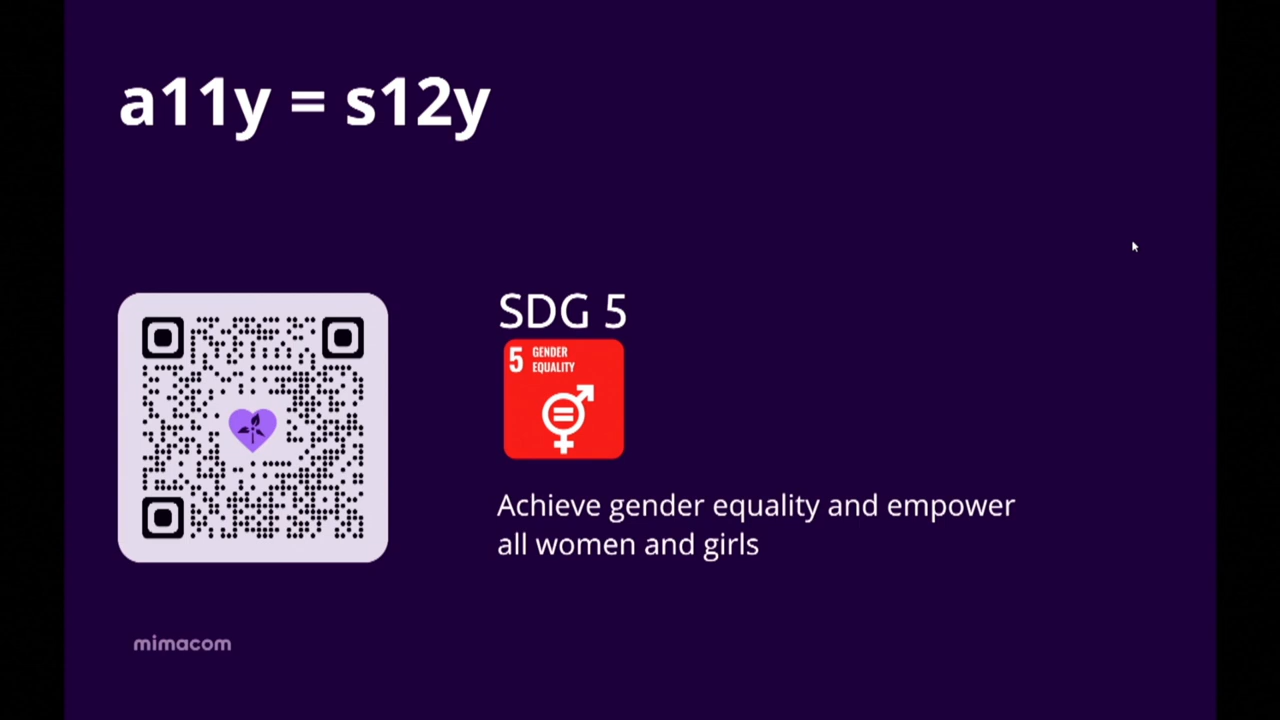 a11y = s12y
SDG 5
5 GENDER
EQUALITY
Achieve gender equality and empower
all women and girls
mimacom